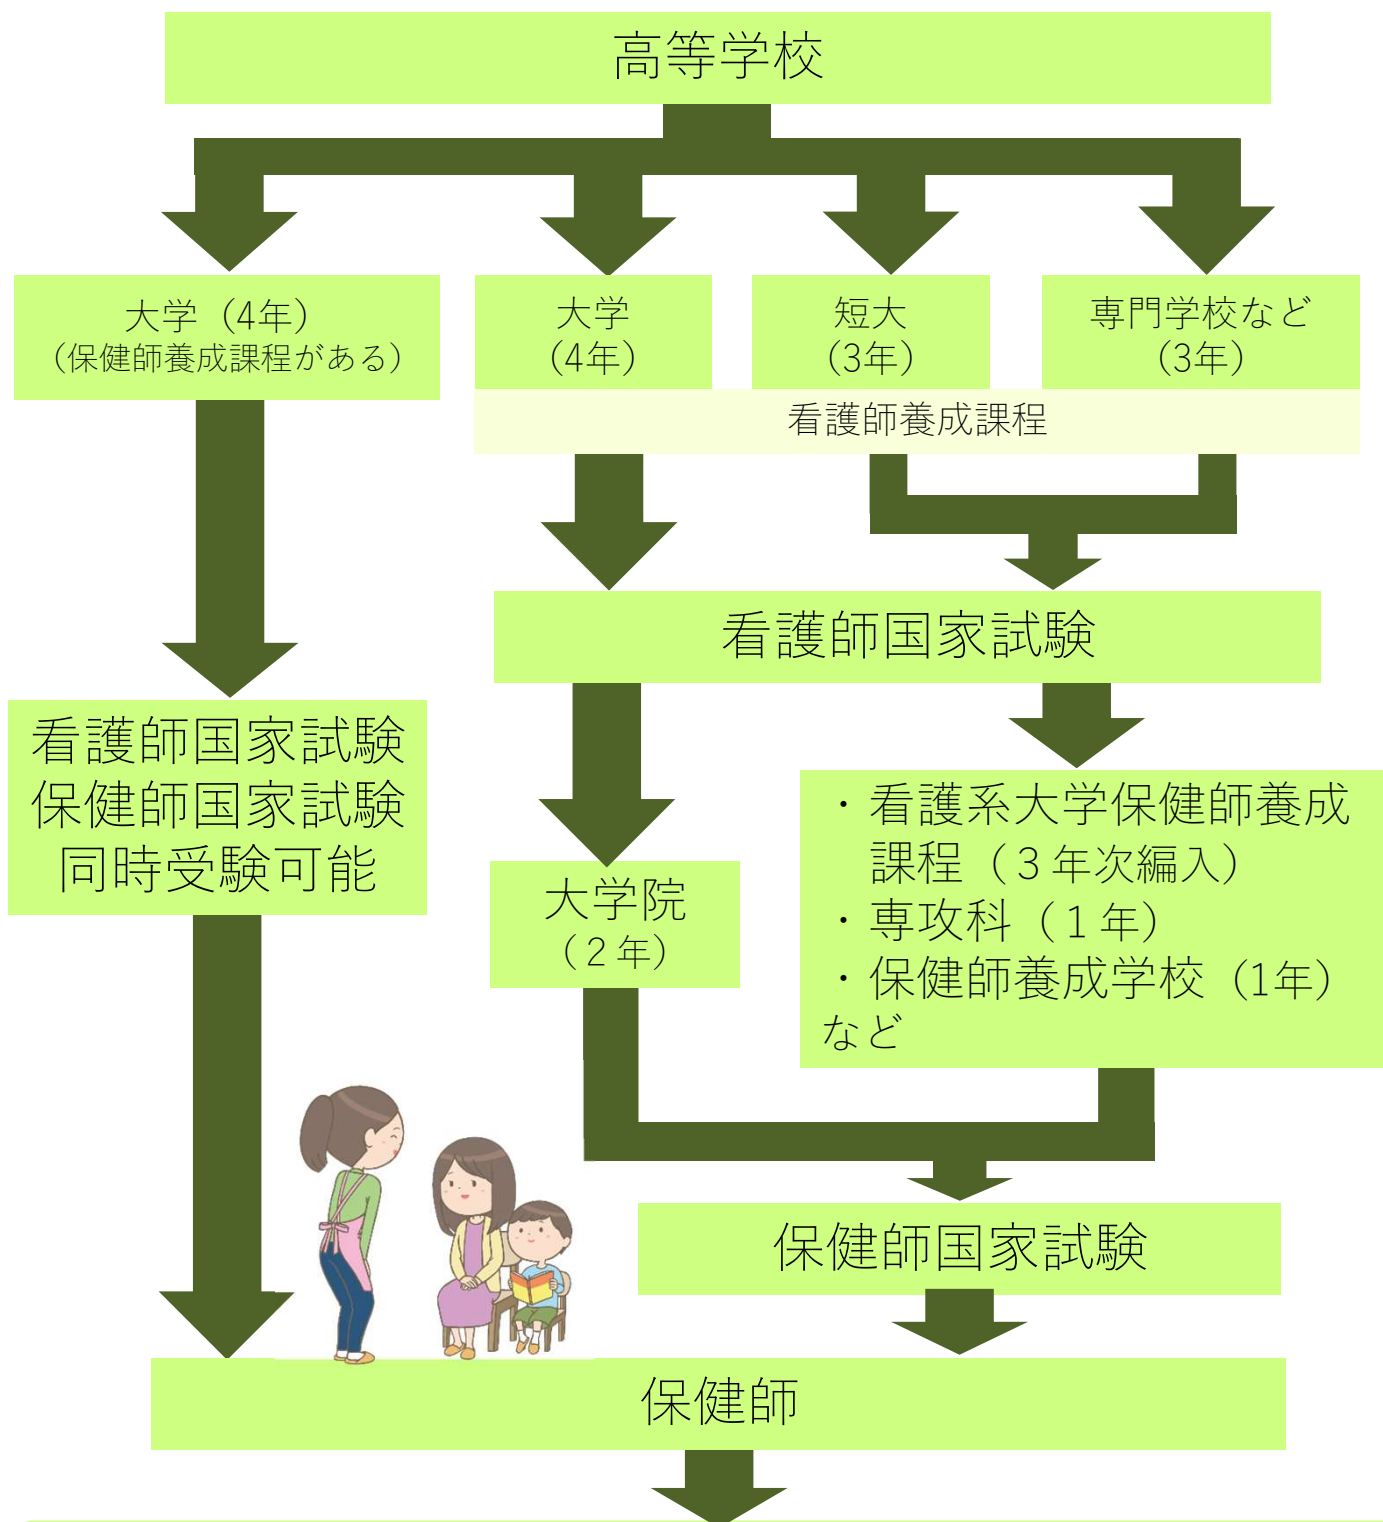 高等学校
大学（4年）
（保健師養成課程がある）
大学
（4年）
短大
（3年）
専門学校など
（3年）
看護師養成課程
看護師国家試験
看護師国家試験
保健師国家試験
同時受験可能
大学院
（２年）
・看護系大学保健師養成
課程（３年次編入）
・専攻科（１年）
・保健師養成学校（1年）
など
保健師国家試験
保健師